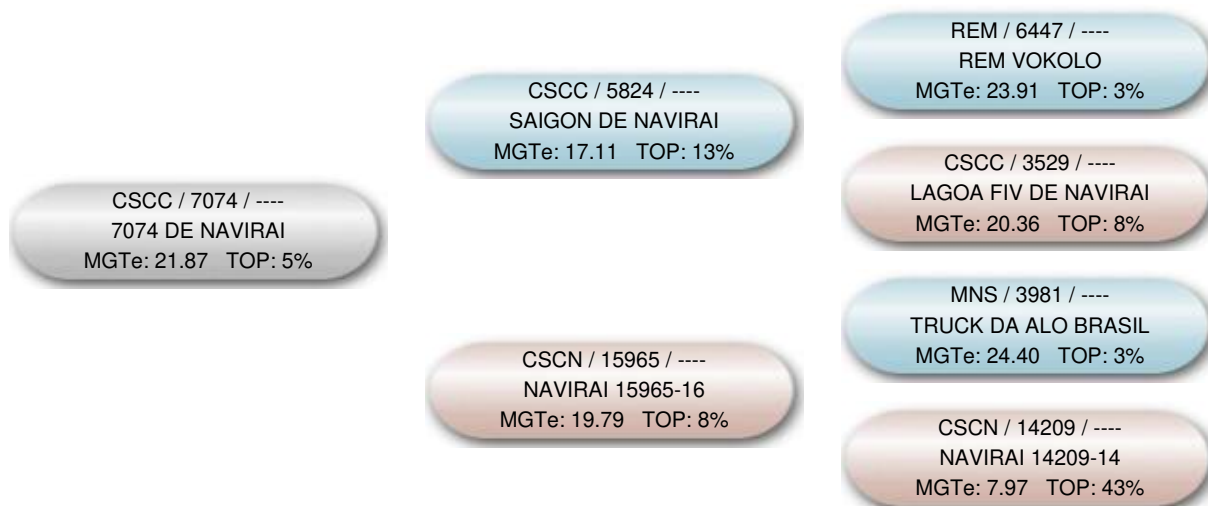 CSCC / 7074 / ----
7074 DE NAVIRAI
MGTe: 21.87 TOP: 5%
CSCC / 5824 / ----
SAIGON DE NAVIRAI
MGTe: 17.11 TOP: 13%
CSCN / 15965 / ----
NAVIRAI 15965-16
MGTe: 19.79 TOP: 8%
REM / 6447 / ----
REM VOKOLO
MGTe: 23.91 TOP: 3%
CSCC / 3529 / ----
LAGOA FIV DE NAVIRAI
MGTe: 20.36 TOP: 8%
MNS / 3981 / ----
TRUCK DA ALO BRASIL
MGTe: 24.40 TOP: 3%
CSCN / 14209 / ----
NAVIRAI 14209-14
MGTe: 7.97 TOP: 43%